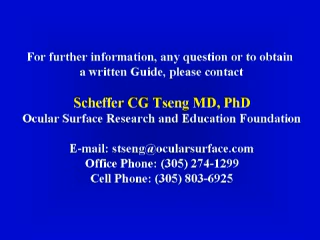 For further information, any question or to obtain
a written Guide, please contact
Scheffer CG Tseng MD, PhD
Ocular Surface Research and Education Foundation
E-mail: stseng@ocularsurface.com
Office Phone: (305) 274-1299
Cell Phone: (305) 803-6925